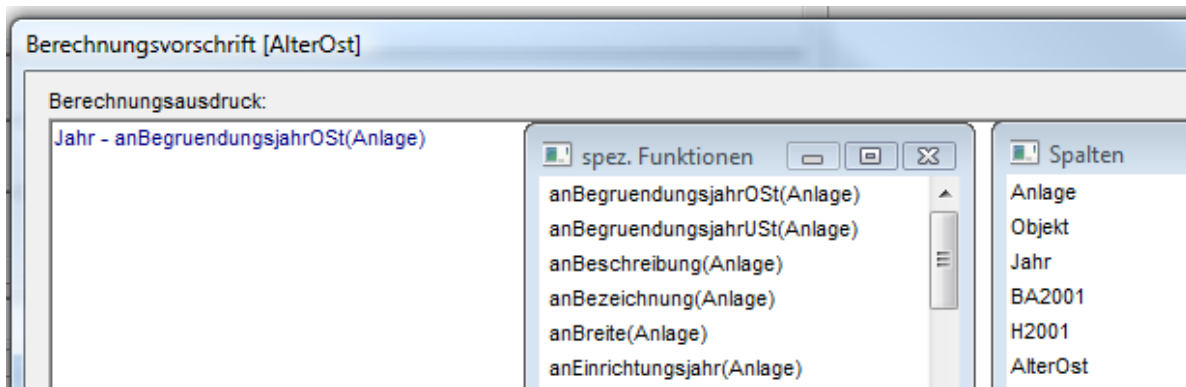 Berechnungsvorschrift [AlterOst]
Berechnungsausdruck:
Jahr - anBegruendungsjahrOSt(Anlage)
spez. Funktionen
anBegruendungsjahrOSt(Anlage)
anBegruendungsjahrUSt(Anlage)
anBeschreibung(Anlage)
anBezeichnung(Anlage)
anBreite(Anlage)
anEinrichtungsjahr(Anlage)
Spalten
Anlage
Objekt
Jahr
BA2001
H2001
AlterOst